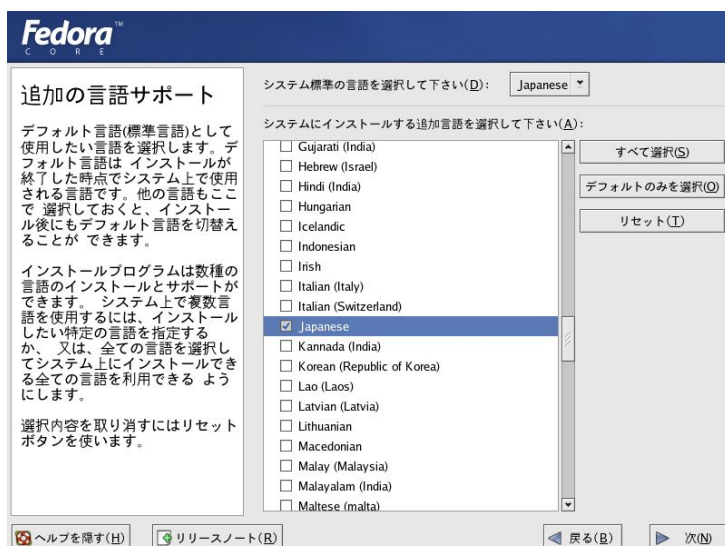 Fedora™
CORE
追加の言語サポート
デフォルト言語(標準言語)として
使用したい言語を選択します。デ
フォルト言語は インストールが
終了した時点でシステム上で使用
される言語です。他の言語もここ
で 選択しておくと、インストー
ル後にもデフォルト言語を切替え
ることが できます。
インストールプログラムは数種の
言語のインストールとサポートが
できます。 システム上で複数言
語を使用するには、インストール
したい特定の言語を指定する
か、 又は、全ての言語を選択し
てシステム上にインストールでき
る全ての言語を利用できる よう
にします。
選択内容を取り消すにはリセット
ボタンを使います。
システム標準の言語を選択して下さい(D): Japanese
システムにインストールする追加言語を選択して下さい(A):
Gujarati (India)
Hebrew (Israel)
Hindi (India)
Hungarian
Icelandic
Indonesian
Irish
Italian (Italy)
Italian (Switzerland)
Japanese
Kannada (India)
Korean (Republic of Korea)
Lao (Laos)
Latvian (Latvia)
Lithuanian
Macedonian
Malay (Malaysia)
Malayalam (India)
Maltese (malta)
すべて選択(S)
デフォルトのみを選択(O)
リセット(T)
ヘルプを隠す(H)
リリースノート(R)
戻る(B)
次(N)